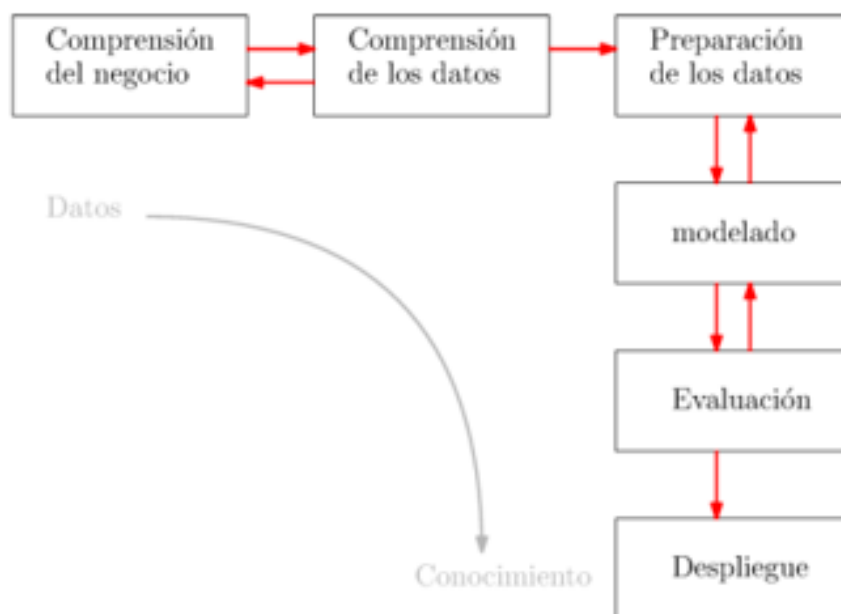 Comprensión
del negocio
Comprensión
de los datos
Preparación
de los datos
Datos
modelado
Evaluación
Conocimiento
Despliegue